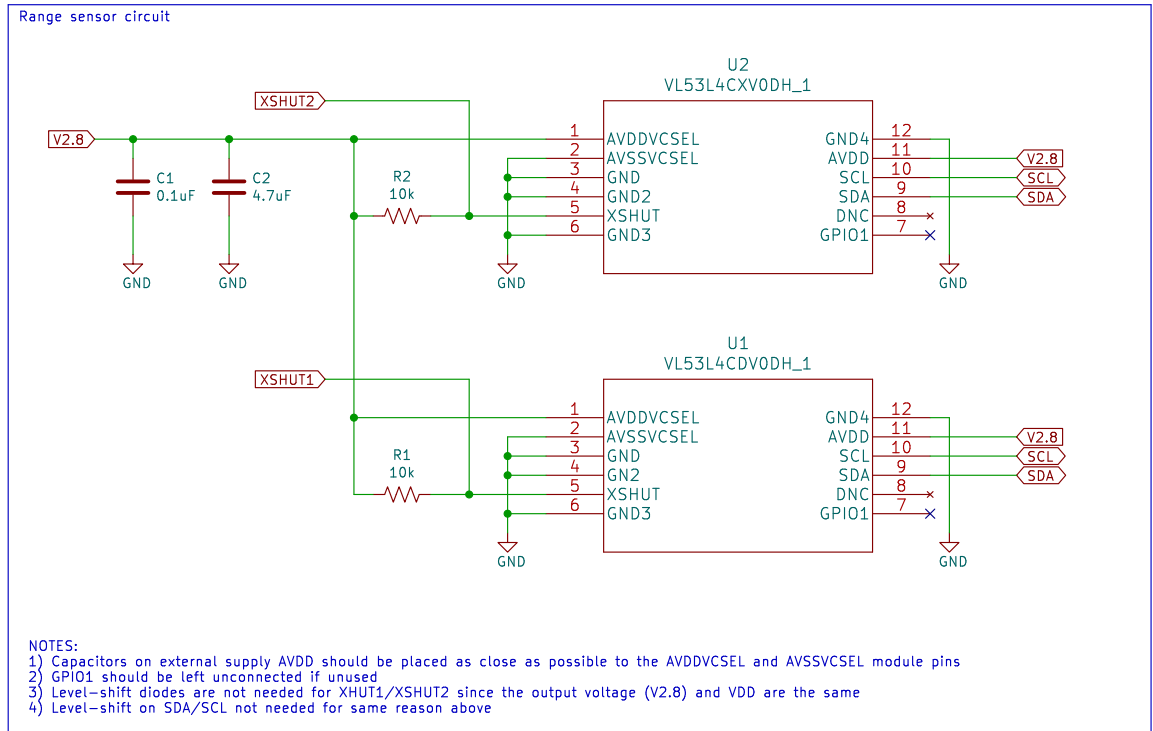 Range sensor circuit
U2
VL53L4CXV0DH_1
XSHUT2
V2.8
C1
0.1uF
C2
4.7uF
GND
GND
R2
10k
1 AVDDVCSEL
2 AVSSVCSEL
3 GND
4 GND2
5 XSHUT
6 GND3
GND4 12
AVDD 11 V2.8
SCL 10 SCL
SDA 9 SDA
DNC 8
GPIO1 7
GND
GND
U1
VL53L4CDV0DH_1
XSHUT1
R1
10k
1 AVDDVCSEL
2 AVSSVCSEL
3 GND
4 GN2
5 XSHUT
6 GND3
GND4 12
AVDD 11 V2.8
SCL 10 SCL
SDA 9 SDA
DNC 8
GPIO1 7
GND
GND
NOTES:
1) Capacitors on external supply AVDD should be placed as close as possible to the AVDDVCSEL and AVSSVCSEL module pins
2) GPIO1 should be left unconnected if unused
3) Level-shift diodes are not needed for XHUT1/XSHUT2 since the output voltage (V2.8) and VDD are the same
4) Level-shift on SDA/SCL not needed for same reason above